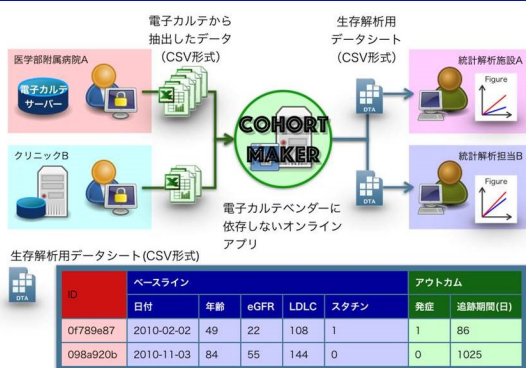 電子カルテから
抽出したデータ
（CSV形式）
生存解析用
データシート
（CSV形式）
医学部附属病院A
電子カルテ
サーバー
クリニックB
COHORT
MAKER
DTA
DTA
統計解析施設A
Figure
統計解析担当B
Figure
電子カルテベンダーに
依存しないオンライン
アプリ
生存解析用データシート(CSV形式)
DTA
ID ベースライン アウトカム
日付 年齢 eGFR LDLC スタチン 発症 追跡期間(日)
0f789e87 2010-02-02 49 22 108 1 1 86
098a920b 2010-11-03 84 55 144 0 0 1025